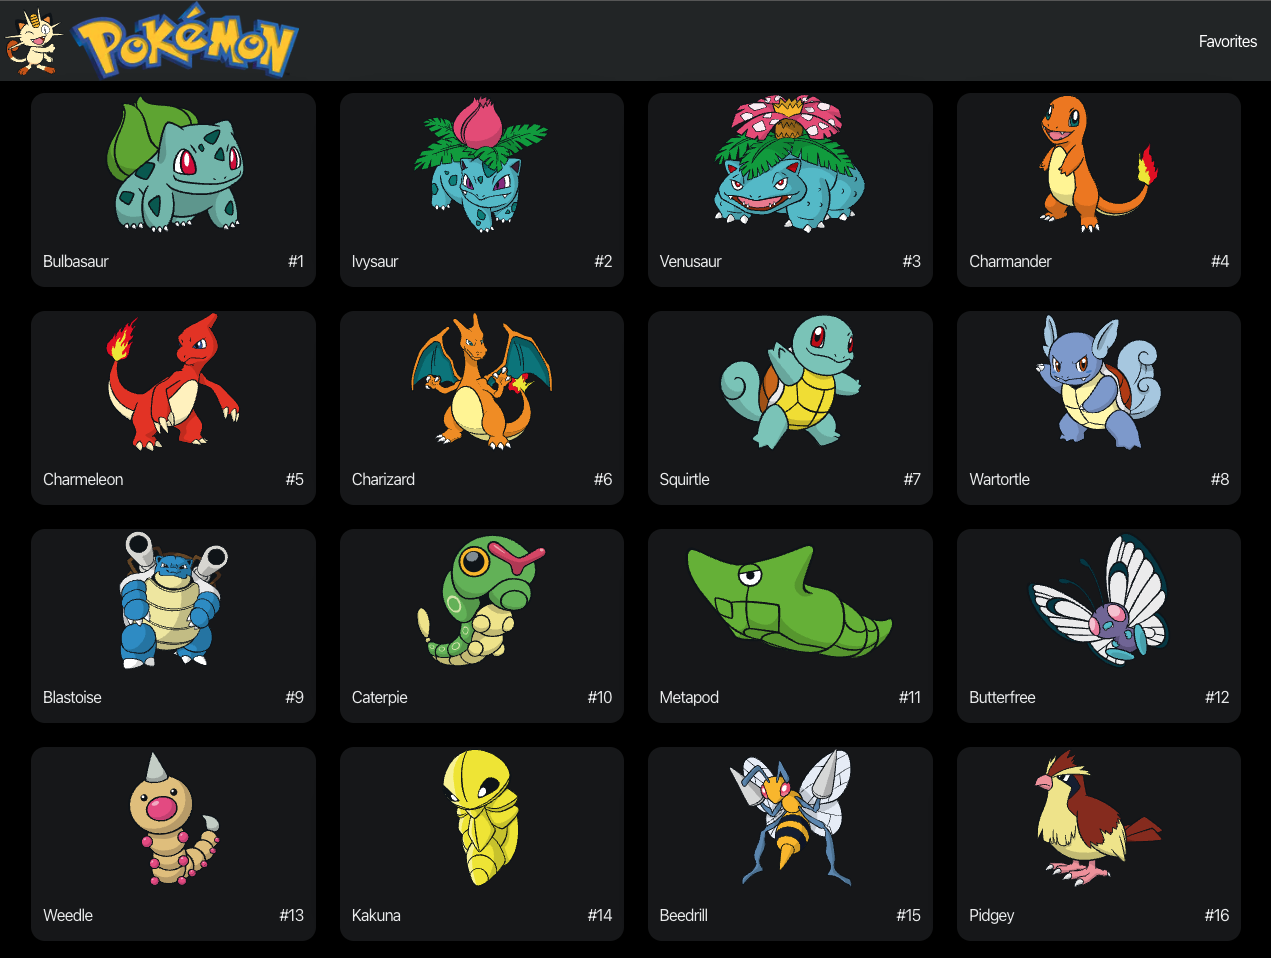 POKéMON
Favorites
Bulbasaur #1
Ivysaur #2
Venusaur #3
Charmander #4
Charmeleon #5
Charizard #6
Squirtle #7
Wartortle #8
Blastoise #9
Caterpie #10
Metapod #11
Butterfree #12
Weedle #13
Kakuna #14
Beedrill #15
Pidgey #16